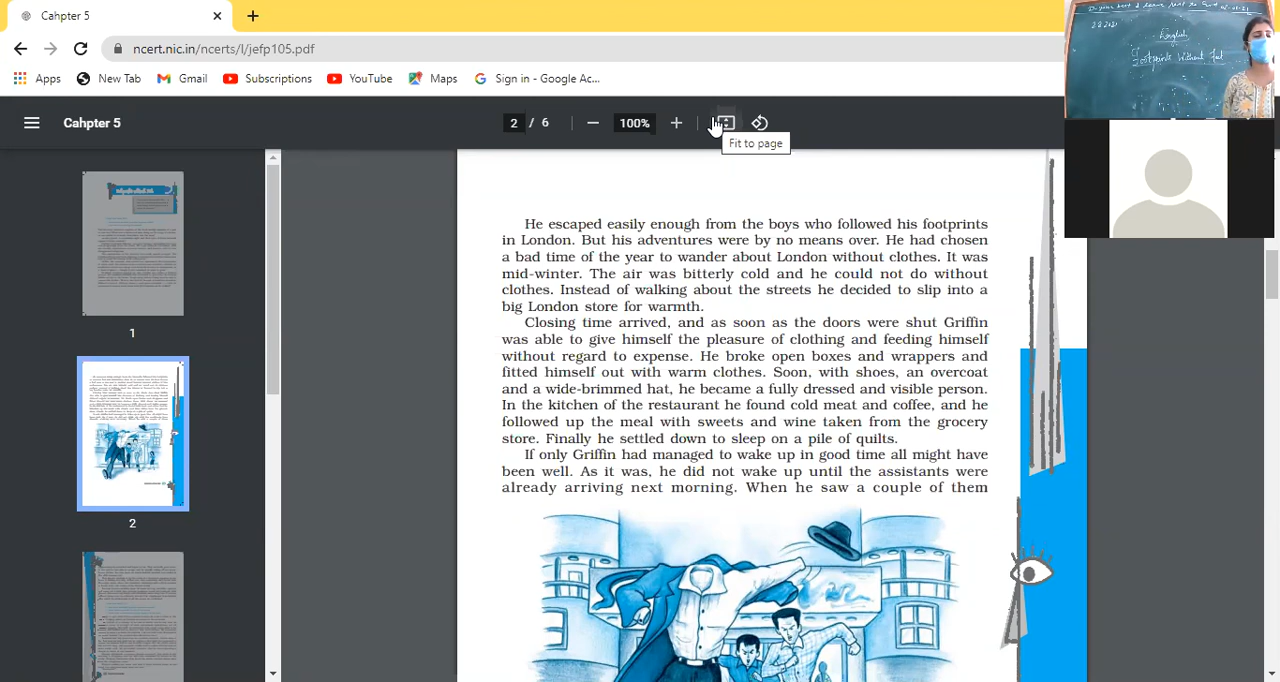 Cahpter 5
ncert.nic.in/ncerts/l/jefp105.pdf
Apps
New Tab
Gmail
Subscriptions
YouTube
Maps
Sign in - Google Ac...
Cahpter 5
2 / 6
100%
Fit to page
1
2
He escaped easily enough from the boys who followed his footprints
in London. But his adventures were by no means over. He had chosen
a bad time of the year to wander about London without clothes. It was
mid-winter. The air was bitterly cold and he could not do without
clothes. Instead of walking about the streets he decided to slip into a
big London store for warmth.
Closing time arrived, and as soon as the doors were shut Griffin
was able to give himself the pleasure of clothing and feeding himself
without regard to expense. He broke open boxes and wrappers and
fitted himself out with warm clothes. Soon, with shoes, an overcoat
and a wide-brimmed hat, he became a fully dressed and visible person.
In the kitchen of the restaurant he found cold meat and coffee, and he
followed up the meal with sweets and wine taken from the grocery
store. Finally he settled down to sleep on a pile of quilts.
If only Griffin had managed to wake up in good time all might have
been well. As it was, he did not wake up until the assistants were
already arriving next morning. When he saw a couple of them
English
Footprints without